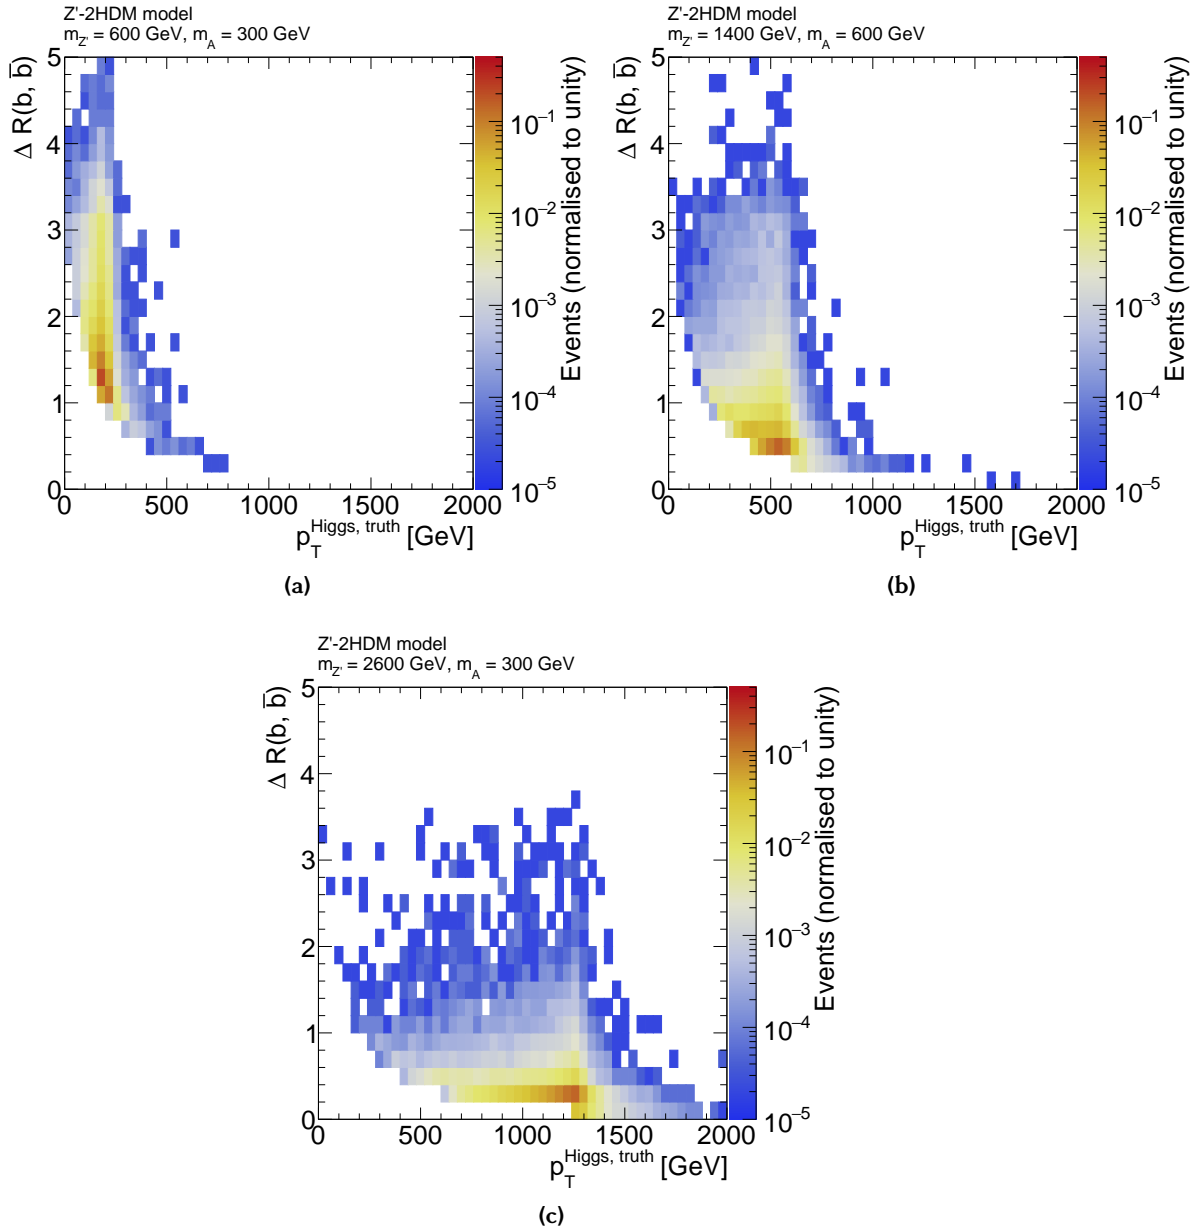 Z'-2HDM model
m_Z' = 600 GeV, m_A = 300 GeV
Δ R(b, b̅)
5
4
3
2
1
0
0 500 1000 1500 2000
p_T^Higgs, truth [GeV]
10⁻¹
10⁻²
10⁻³
10⁻⁴
10⁻⁵
Events (normalised to unity)
(a)
Z'-2HDM model
m_Z' = 1400 GeV, m_A = 600 GeV
Δ R(b, b̅)
5
4
3
2
1
0
0 500 1000 1500 2000
p_T^Higgs, truth [GeV]
10⁻¹
10⁻²
10⁻³
10⁻⁴
10⁻⁵
Events (normalised to unity)
(b)
Z'-2HDM model
m_Z' = 2600 GeV, m_A = 300 GeV
Δ R(b, b̅)
5
4
3
2
1
0
0 500 1000 1500 2000
p_T^Higgs, truth [GeV]
10⁻¹
10⁻²
10⁻³
10⁻⁴
10⁻⁵
Events (normalised to unity)
(c)